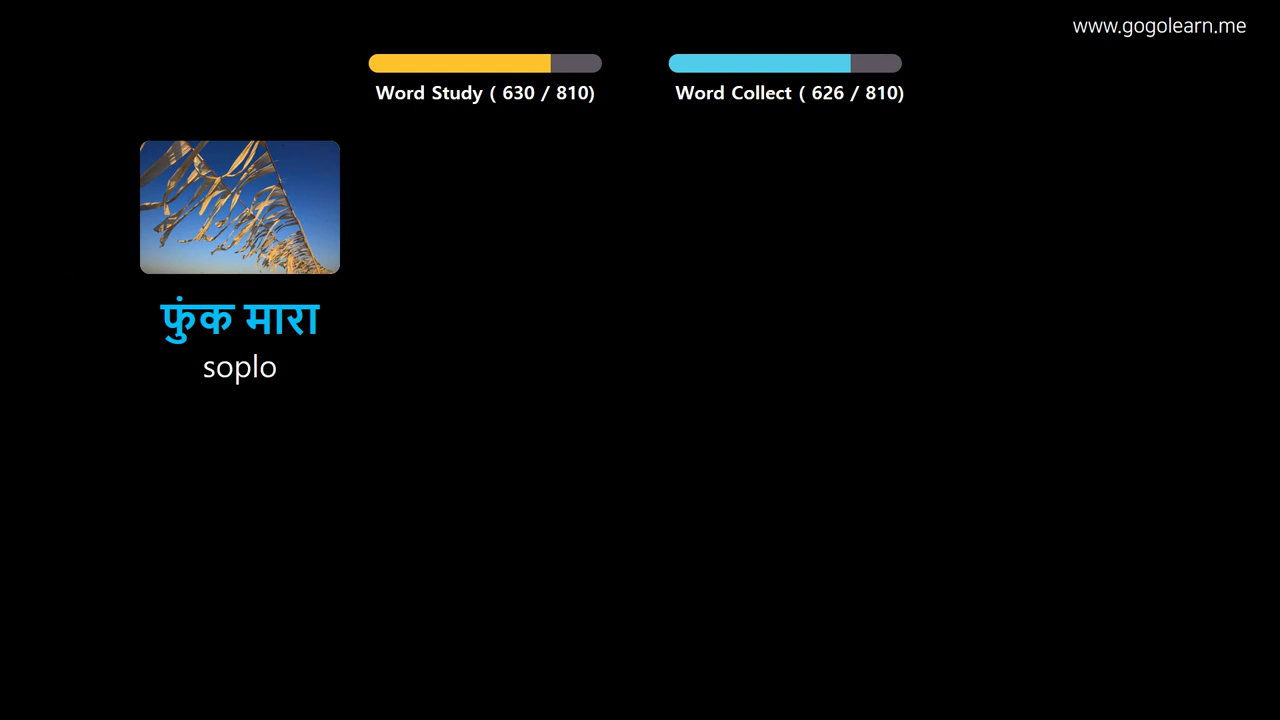 www.gogolearn.me
Word Study ( 630 / 810)
Word Collect ( 626 / 810)
फुंक मारा
soplo